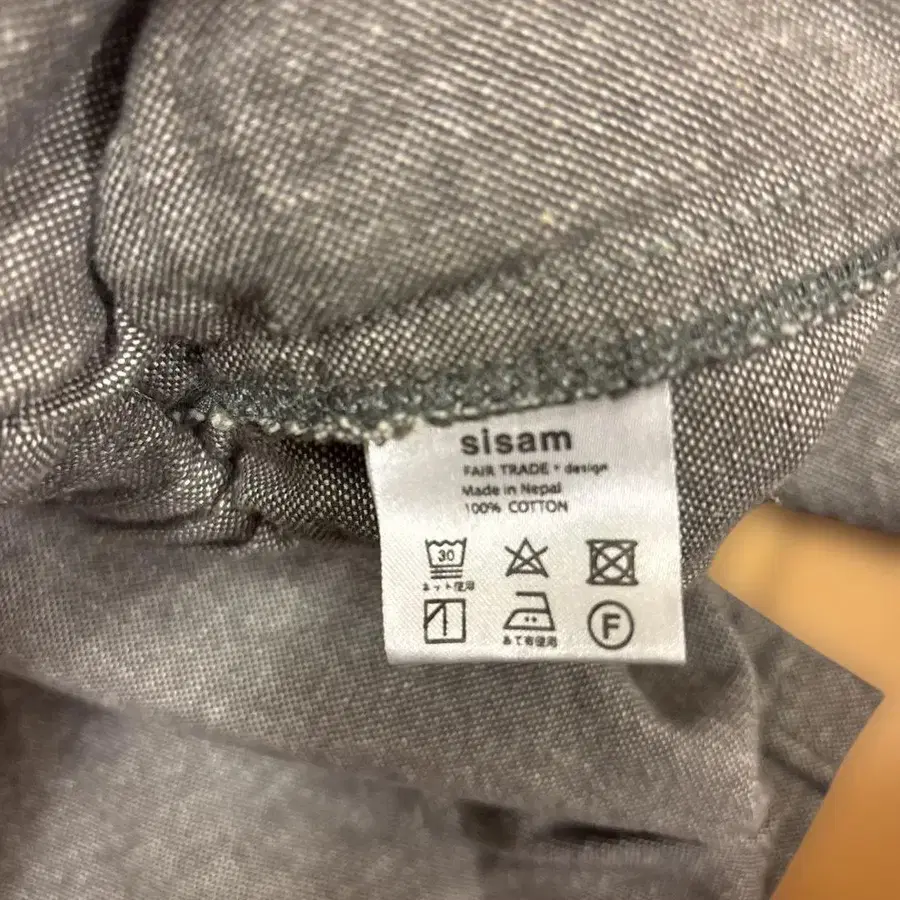 sisam
FAIR TRADE + design
Made in Nepal
100% COTTON
30
ネット使用
あて布使用
F